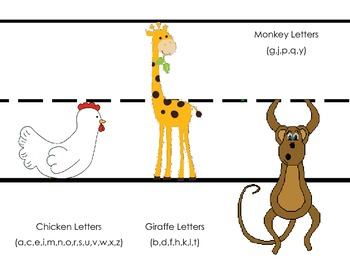 Monkey Letters
(g,j,p,q,y)
Chicken Letters
(a,c,e,i,m,n,o,r,s,u,v,w,x,z)
Giraffe Letters
(b,d,f,h,k,l,t)